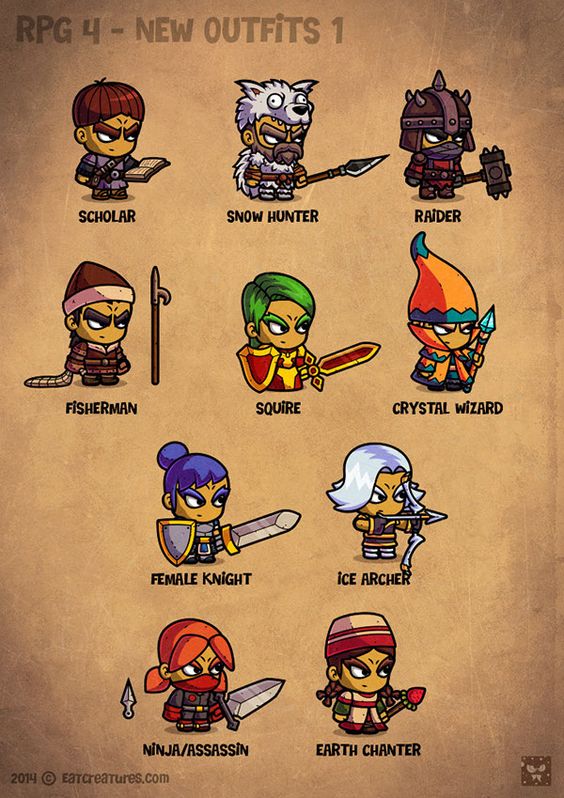 RPG 4 - NEW OUTFITS 1
SCHOLAR
SNOW HUNTER
RAIDER
FISHERMAN
SQUIRE
CRYSTAL WIZARD
FEMALE KNIGHT
ICE ARCHER
NINJA/ASSASSIN
EARTH CHANTER
2014 © EATCREATURES.COM